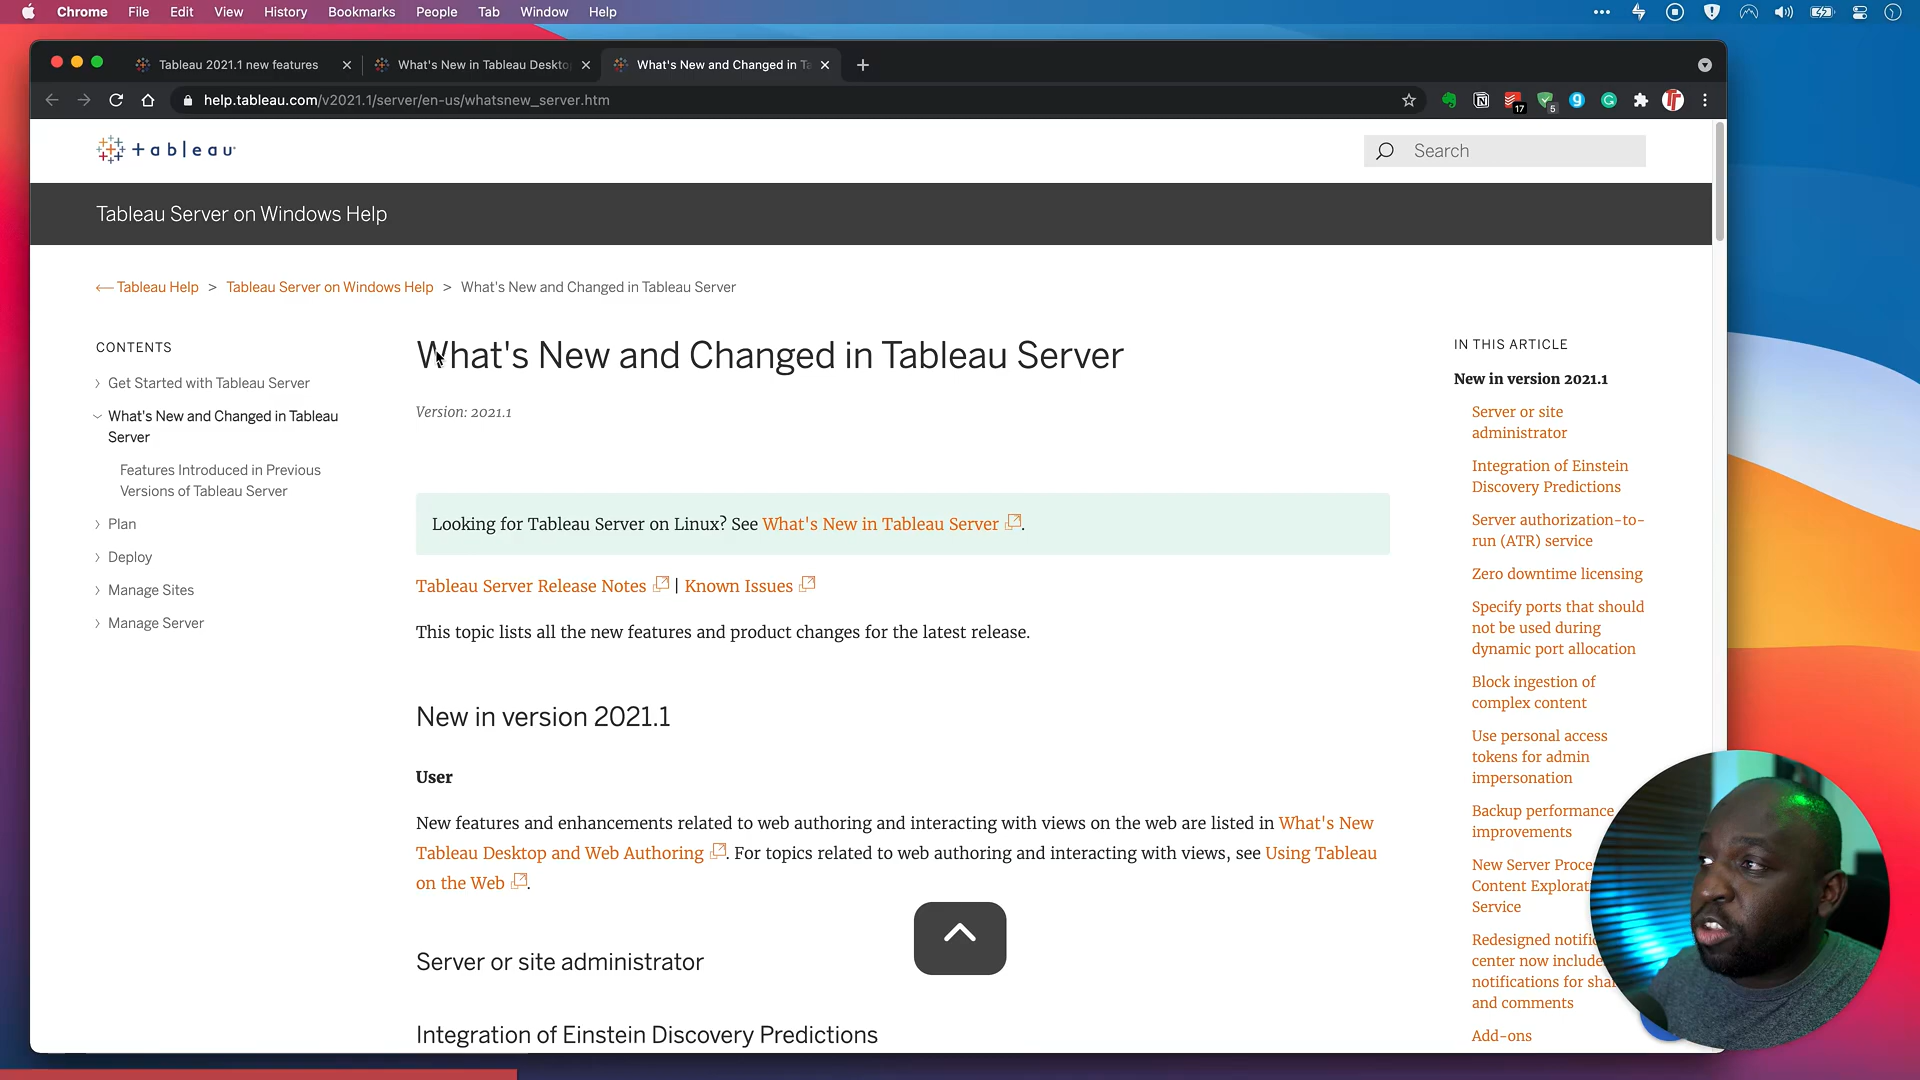 Chrome File Edit View History Bookmarks People Tab Window Help
Tableau 2021.1 new features
What's New in Tableau Deskto
What's New and Changed in Ta
help.tableau.com/v2021.1/server/en-us/whatsnew_server.htm
17
5
+ableau
Search
Tableau Server on Windows Help
Tableau Help > Tableau Server on Windows Help > What's New and Changed in Tableau Server
CONTENTS
Get Started with Tableau Server
What's New and Changed in Tableau
Server
Features Introduced in Previous
Versions of Tableau Server
Plan
Deploy
Manage Sites
Manage Server
What's New and Changed in Tableau Server
Version: 2021.1
Looking for Tableau Server on Linux? See What's New in Tableau Server.
Tableau Server Release Notes | Known Issues
This topic lists all the new features and product changes for the latest release.
New in version 2021.1
User
New features and enhancements related to web authoring and interacting with views on the web are listed in What's New
Tableau Desktop and Web Authoring. For topics related to web authoring and interacting with views, see Using Tableau
on the Web.
Server or site administrator
Integration of Einstein Discovery Predictions
IN THIS ARTICLE
New in version 2021.1
Server or site
administrator
Integration of Einstein
Discovery Predictions
Server authorization-to-
run (ATR) service
Zero downtime licensing
Specify ports that should
not be used during
dynamic port allocation
Block ingestion of
complex content
Use personal access
tokens for admin
impersonation
Backup performance
improvements
New Server Proce
Content Explorat
Service
Redesigned notifi
center now include
notifications for sha
and comments
Add-ons